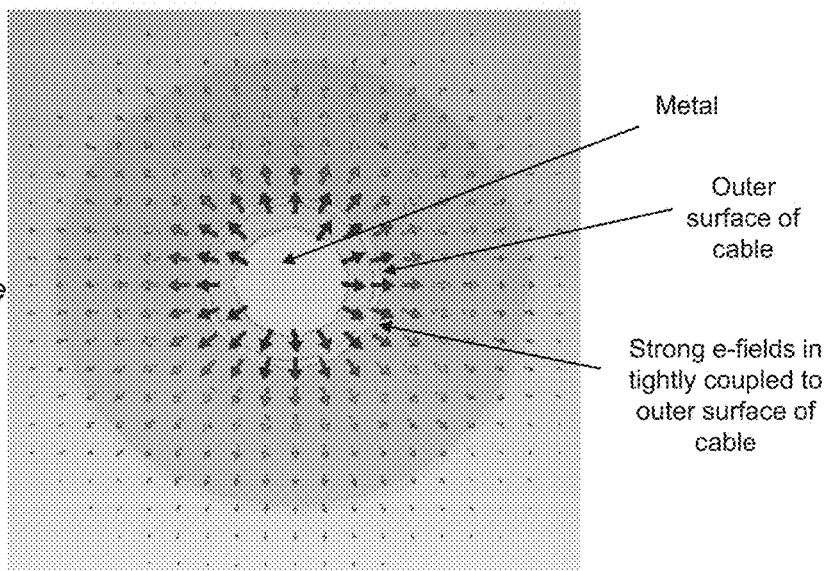 Metal
Outer
surface of
cable
Strong e-fields in
tightly coupled to
outer surface of
cable
e